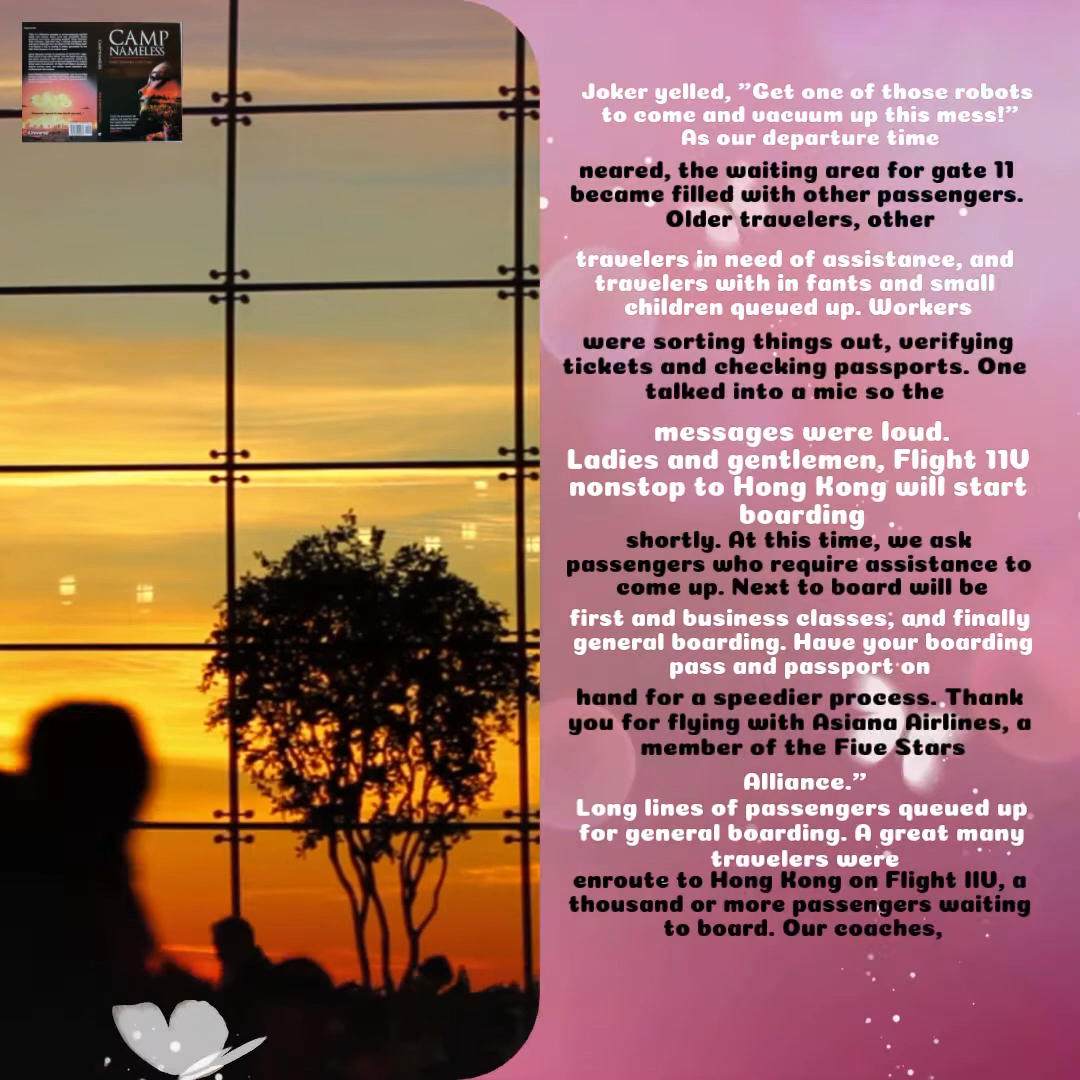 CAMP
NAMELESS
iUniverse
Joker yelled, ”Get one of those robots
to come and vacuum up this mess!”
As our departure time
neared, the waiting area for gate 11
became filled with other passengers.
Older travelers, other
travelers in need of assistance, and
travelers with in fants and small
children queued up. Workers
were sorting things out, verifying
tickets and checking passports. One
talked into a mic so the
messages were loud.
Ladies and gentlemen, Flight 11U
nonstop to Hong Kong will start
boarding
shortly. At this time, we ask
passengers who require assistance to
come up. Next to board will be
first and business classes; and finally
general boarding. Have your boarding
pass and passport on
hand for a speedier process. Thank
you for flying with Asiana Airlines, a
member of the Five Stars
Alliance.”
Long lines of passengers queued up
for general boarding. A great many
travelers were
enroute to Hong Kong on Flight IIU, a
thousand or more passengers waiting
to board. Our coaches,